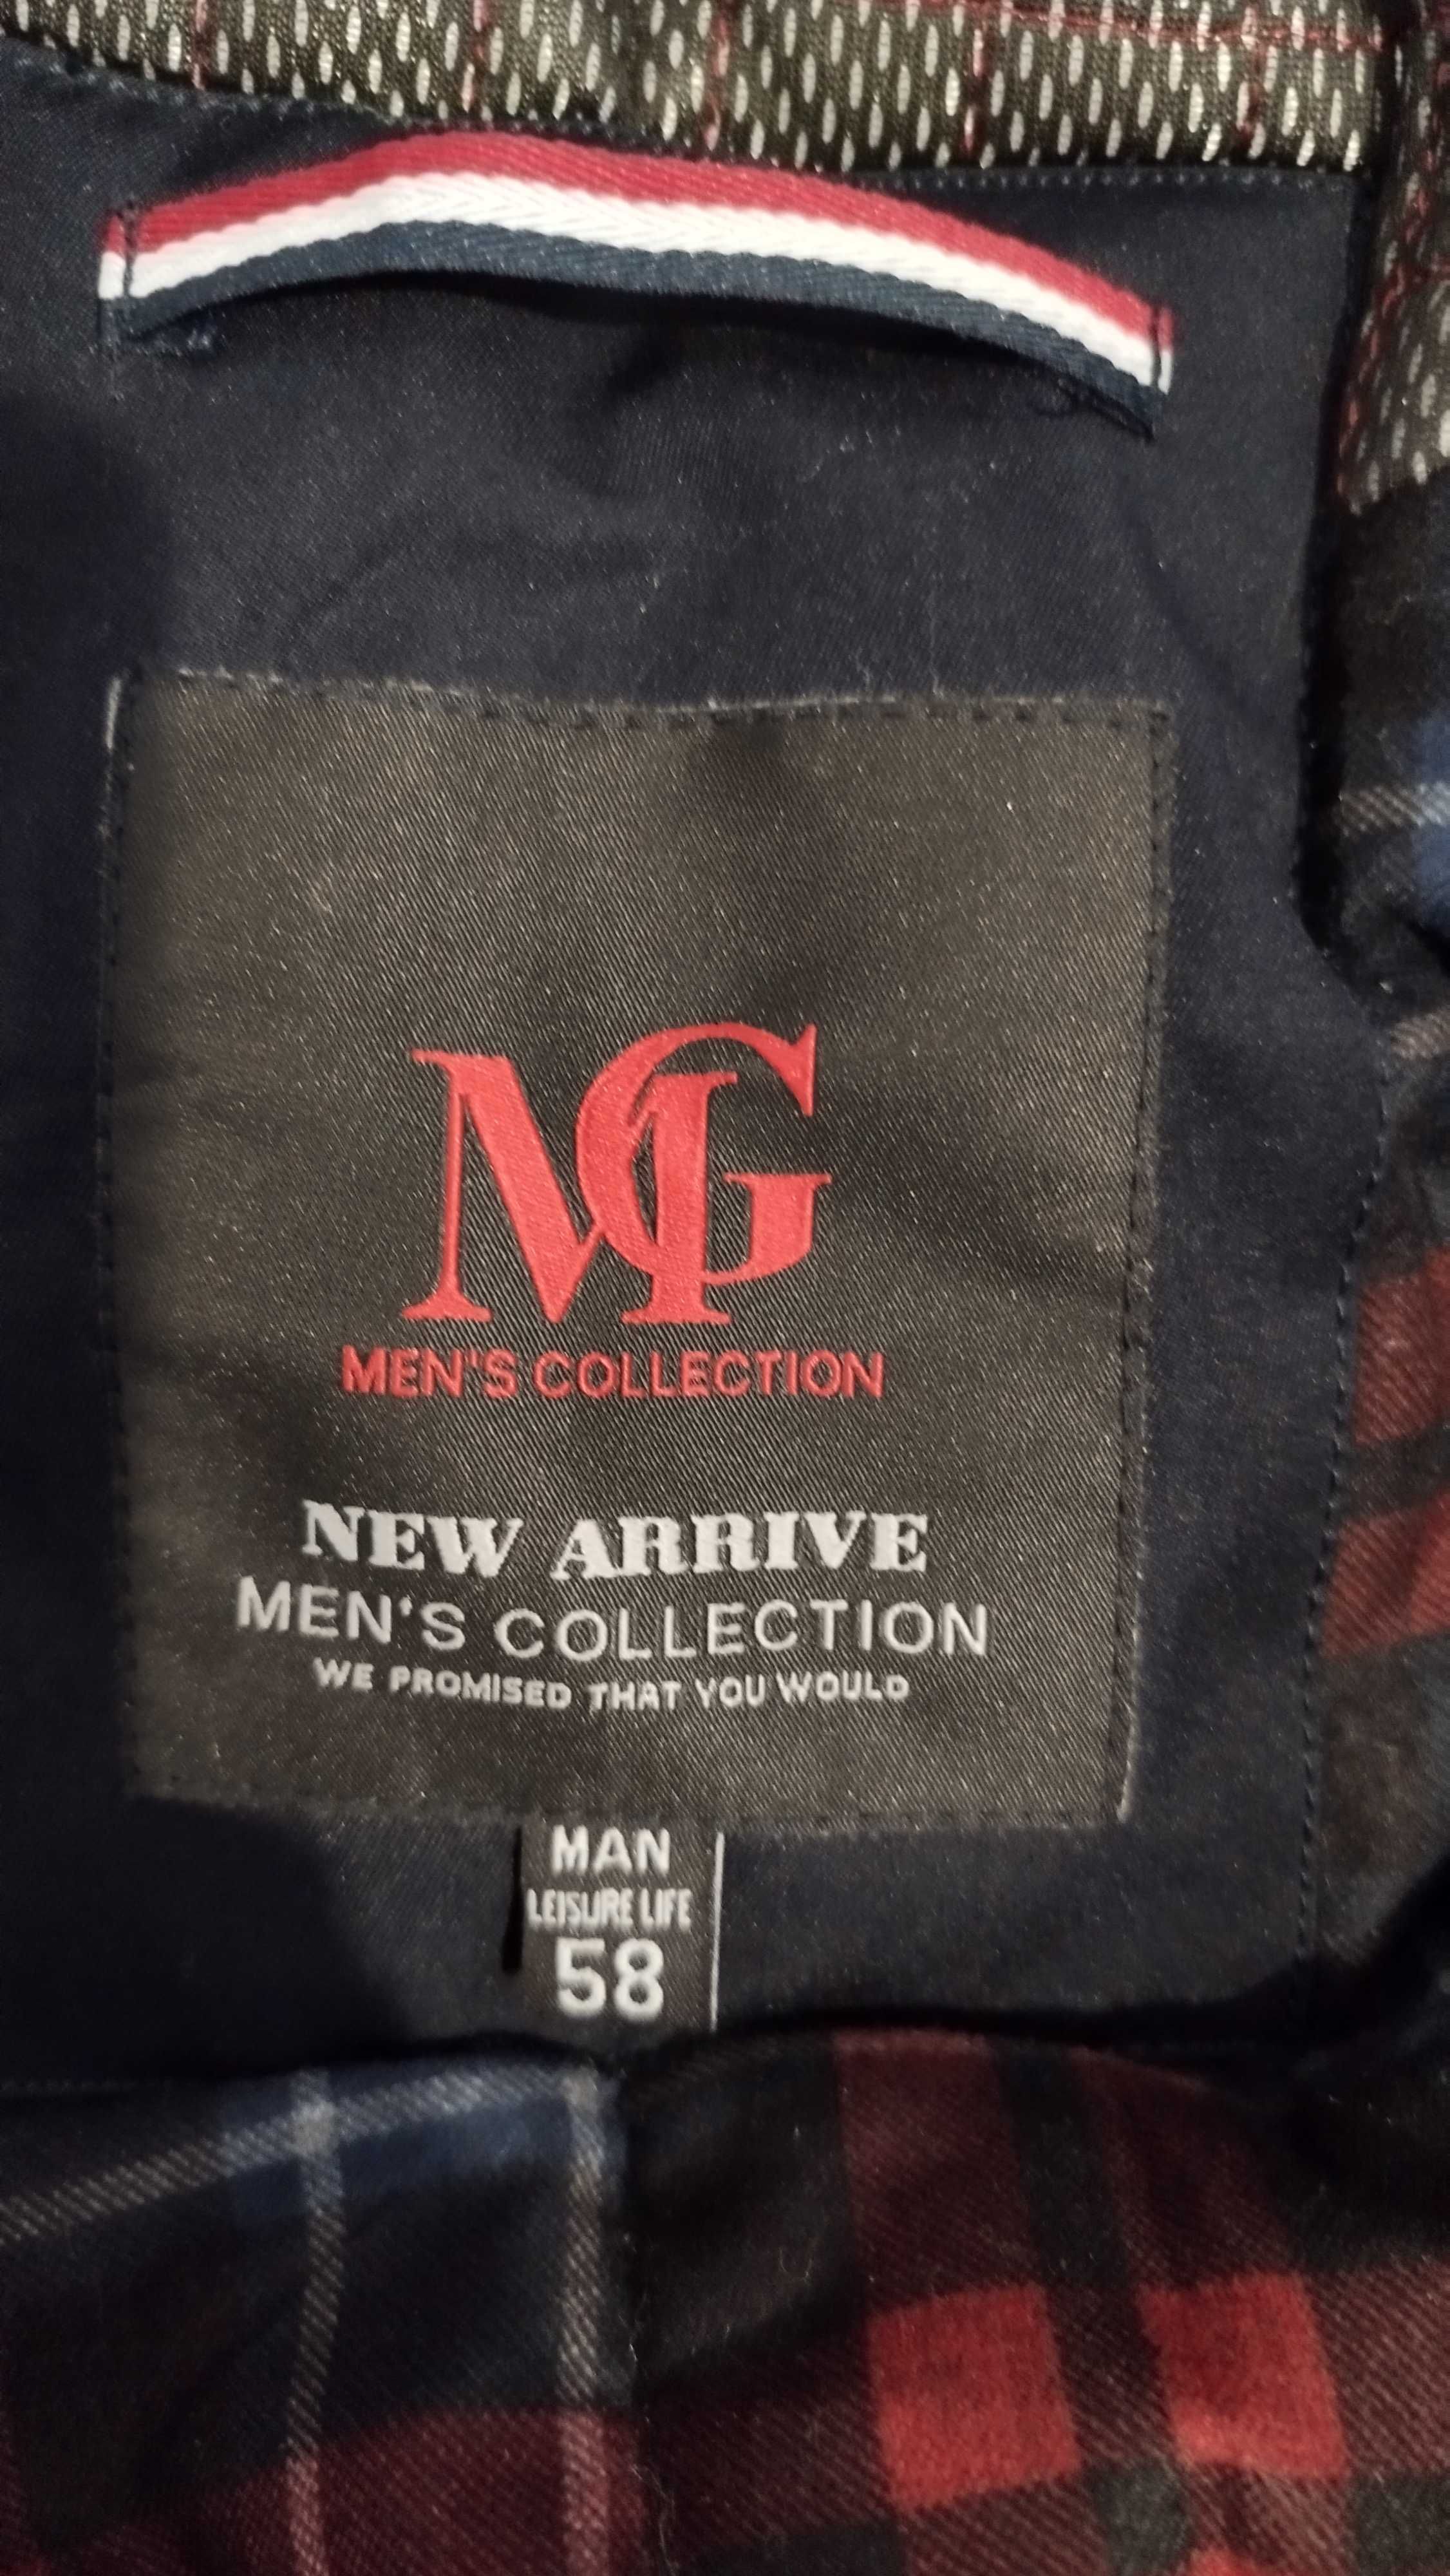 MG
MEN'S COLLECTION
NEW ARRIVE
MEN'S COLLECTION
WE PROMISED THAT YOU WOULD
MAN
LEISURE LIFE
58